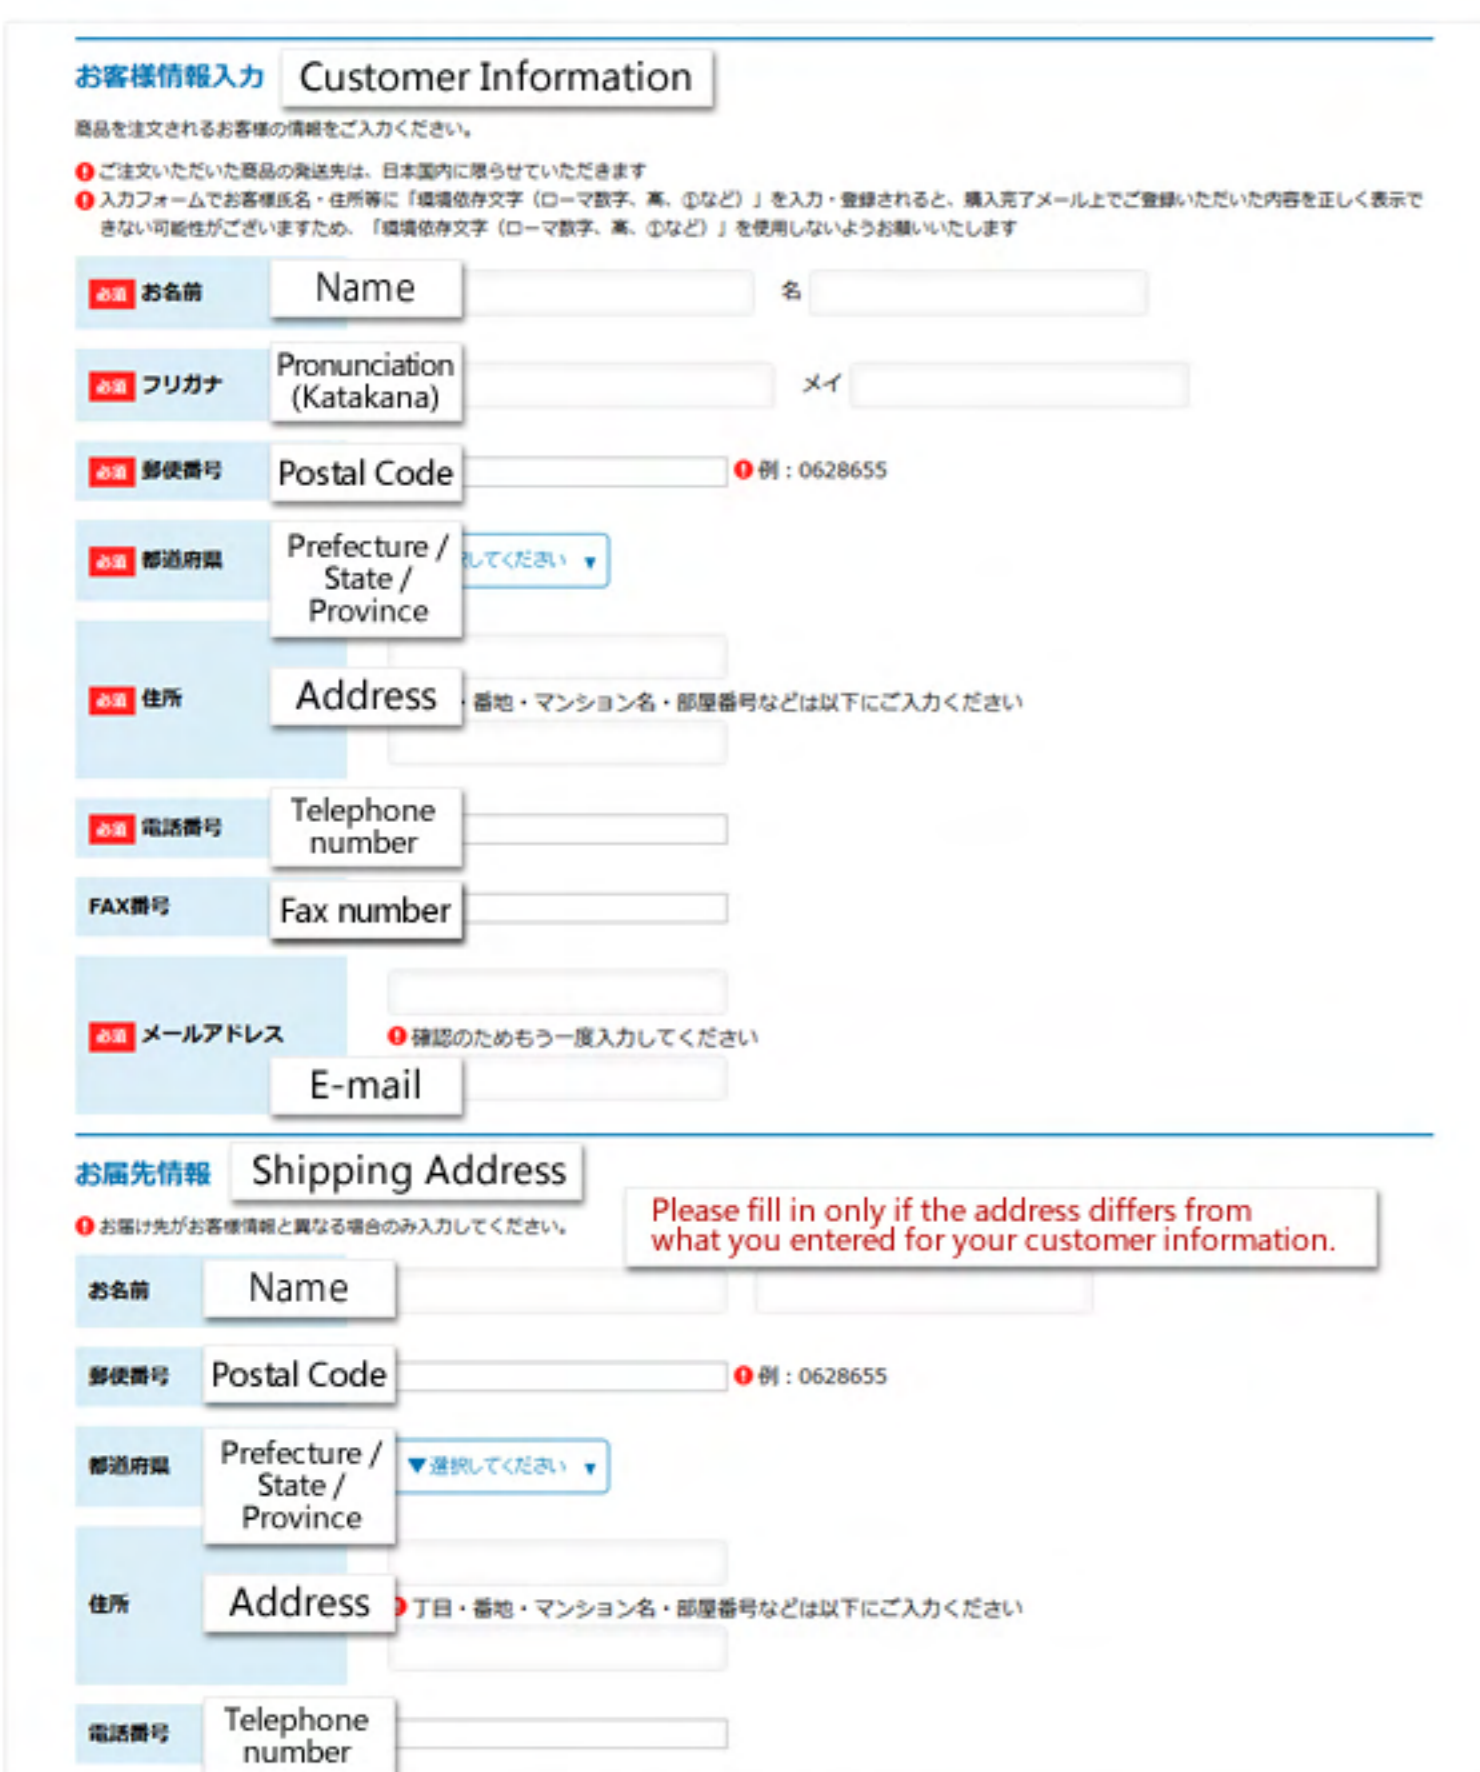 お客様情報入力 Customer Information
商品を注文されるお客様の情報をご入力ください。
ご注文いただいた商品の発送先は、日本国内に限らせていただきます
入力フォームでお客様氏名・住所等に「環境依存文字（ローマ数字、髙、①など）」を入力・登録されると、購入完了メール上でご登録いただいた内容を正しく表示で
きない可能性がございますため、「環境依存文字（ローマ数字、髙、①など）」を使用しないようお願いいたします
必須 お名前 Name 名
必須 フリガナ Pronunciation
(Katakana) メイ
必須 郵便番号 Postal Code 例：0628655
必須 都道府県 Prefecture /
State /
Province してください ▼
必須 住所 Address ・番地・マンション名・部屋番号などは以下にご入力ください
必須 電話番号 Telephone
number
FAX番号 Fax number
必須 メールアドレス
確認のためもう一度入力してください
E-mail
お届先情報 Shipping Address
お届け先がお客様情報と異なる場合のみ入力してください。
Please fill in only if the address differs from
what you entered for your customer information.
お名前 Name
郵便番号 Postal Code 例：0628655
都道府県 Prefecture /
State /
Province ▼選択してください ▼
住所 Address 丁目・番地・マンション名・部屋番号などは以下にご入力ください
電話番号 Telephone
number